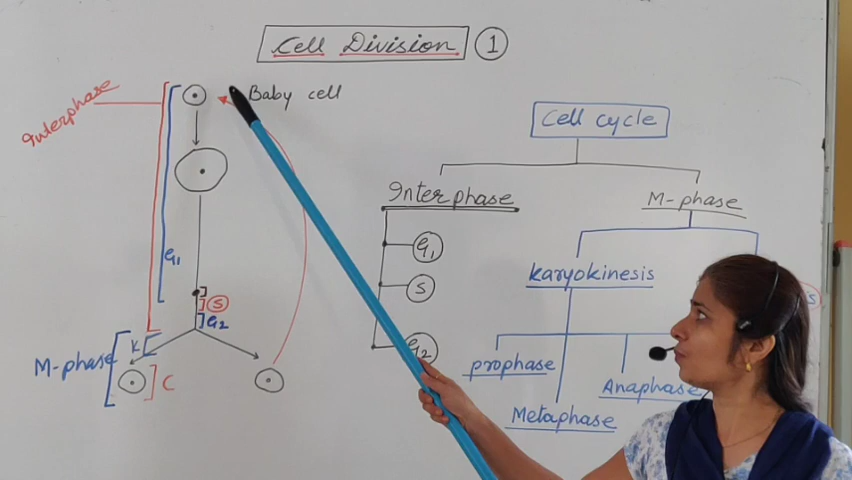 Cell Division 1
Interphase
Baby cell
Cell cycle
Interphase
M-phase
G1
G1
karyokinesis
S
S
G2
G2
M-phase
K
C
prophase
Anaphase
Metaphase